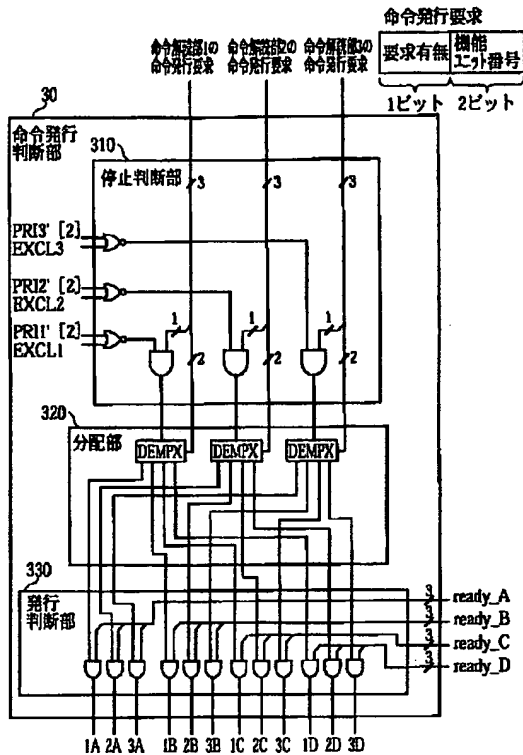 命令発行要求
要求有無
機能
ユニット番号
1ビット
2ビット
命令解読部1の
命令発行要求
命令解読部2の
命令発行要求
命令解読部3の
命令発行要求
30
命令発行
判断部
310
停止判断部
3
3
3
PRI3' [2]
EXCL3
PRI2' [2]
EXCL2
PRI1' [2]
EXCL1
1
1
1
2
2
2
320
分配部
DEMPX
DEMPX
DEMPX
330
発行
判断部
3
ready_A
3
ready_B
3
ready_C
3
ready_D
1A 2A 3A 1B 2B 3B 1C 2C 3C 1D 2D 3D